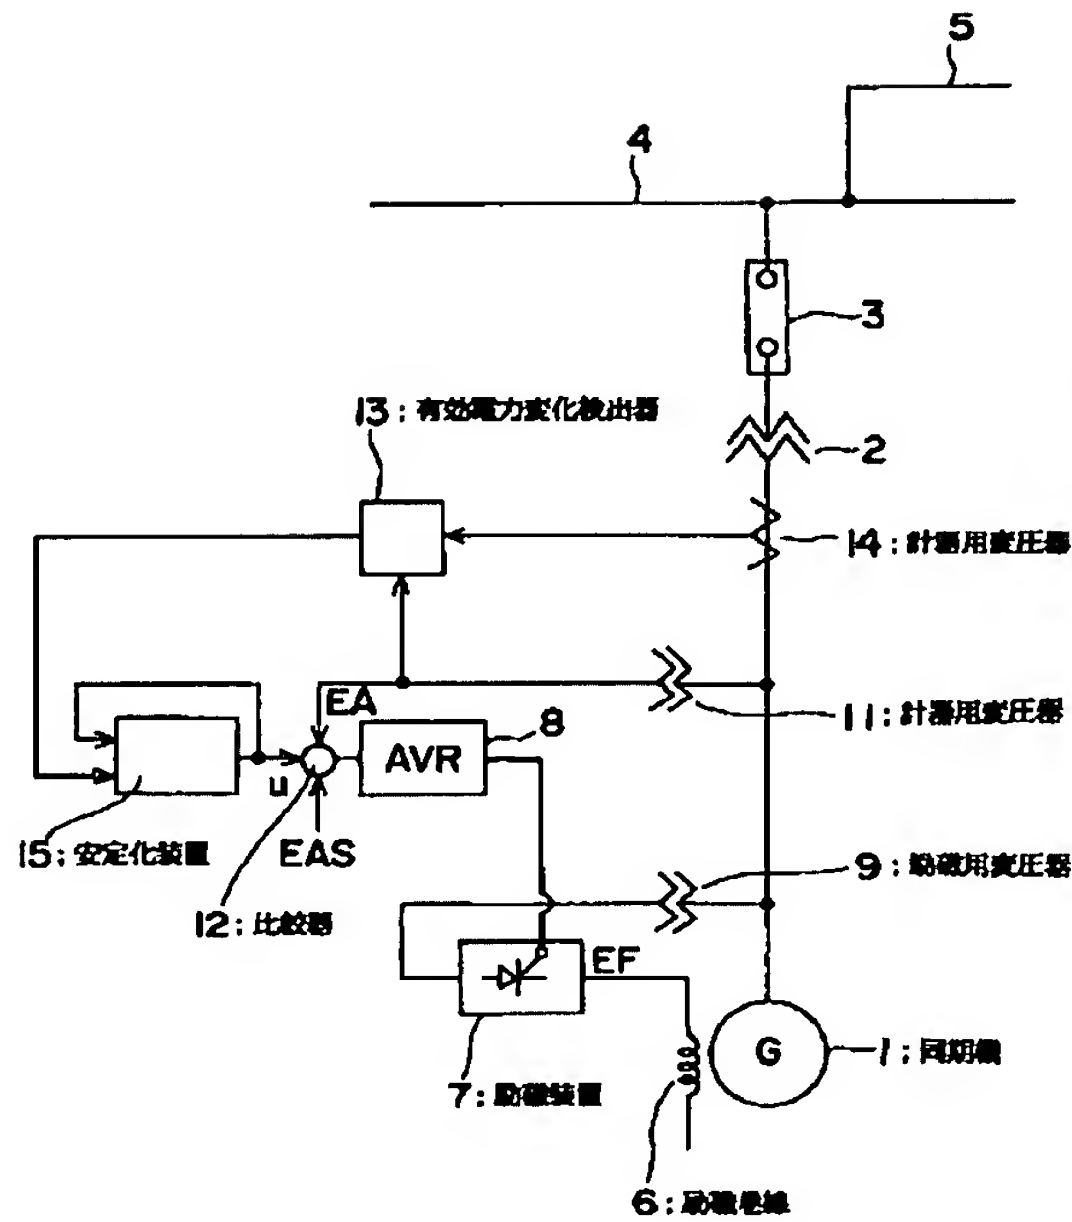 5
4
3
13:有効電力変化検出器
2
14:計器用変圧器
EA
8
11:計器用変圧器
AVR
u
15:安定化装置
EAS
9:励磁用変圧器
12:比較器
EF
G
1:同期機
7:励磁装置
6:励磁巻線